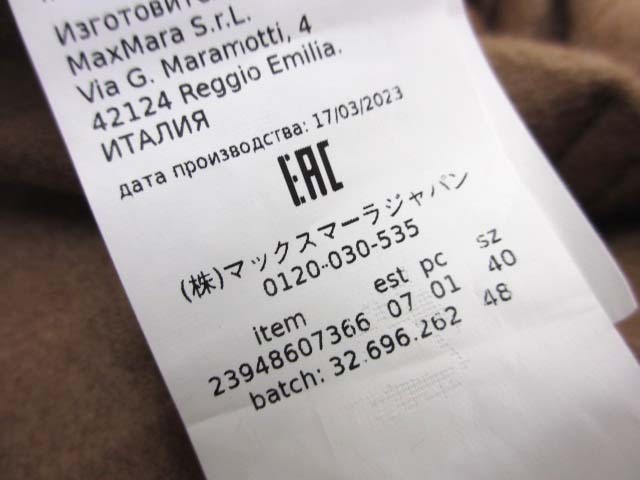 Изготовитель
MaxMara S.r.L.
Via G. Maramotti, 4
42124 Reggio Emilia.
ИТАЛИЯ
дата производства: 17/03/2023
EAC
(株)マックスマーラジャパン
0120-030-535
item est pc sz
23948607366 07 01 40
batch: 32.696.262 48